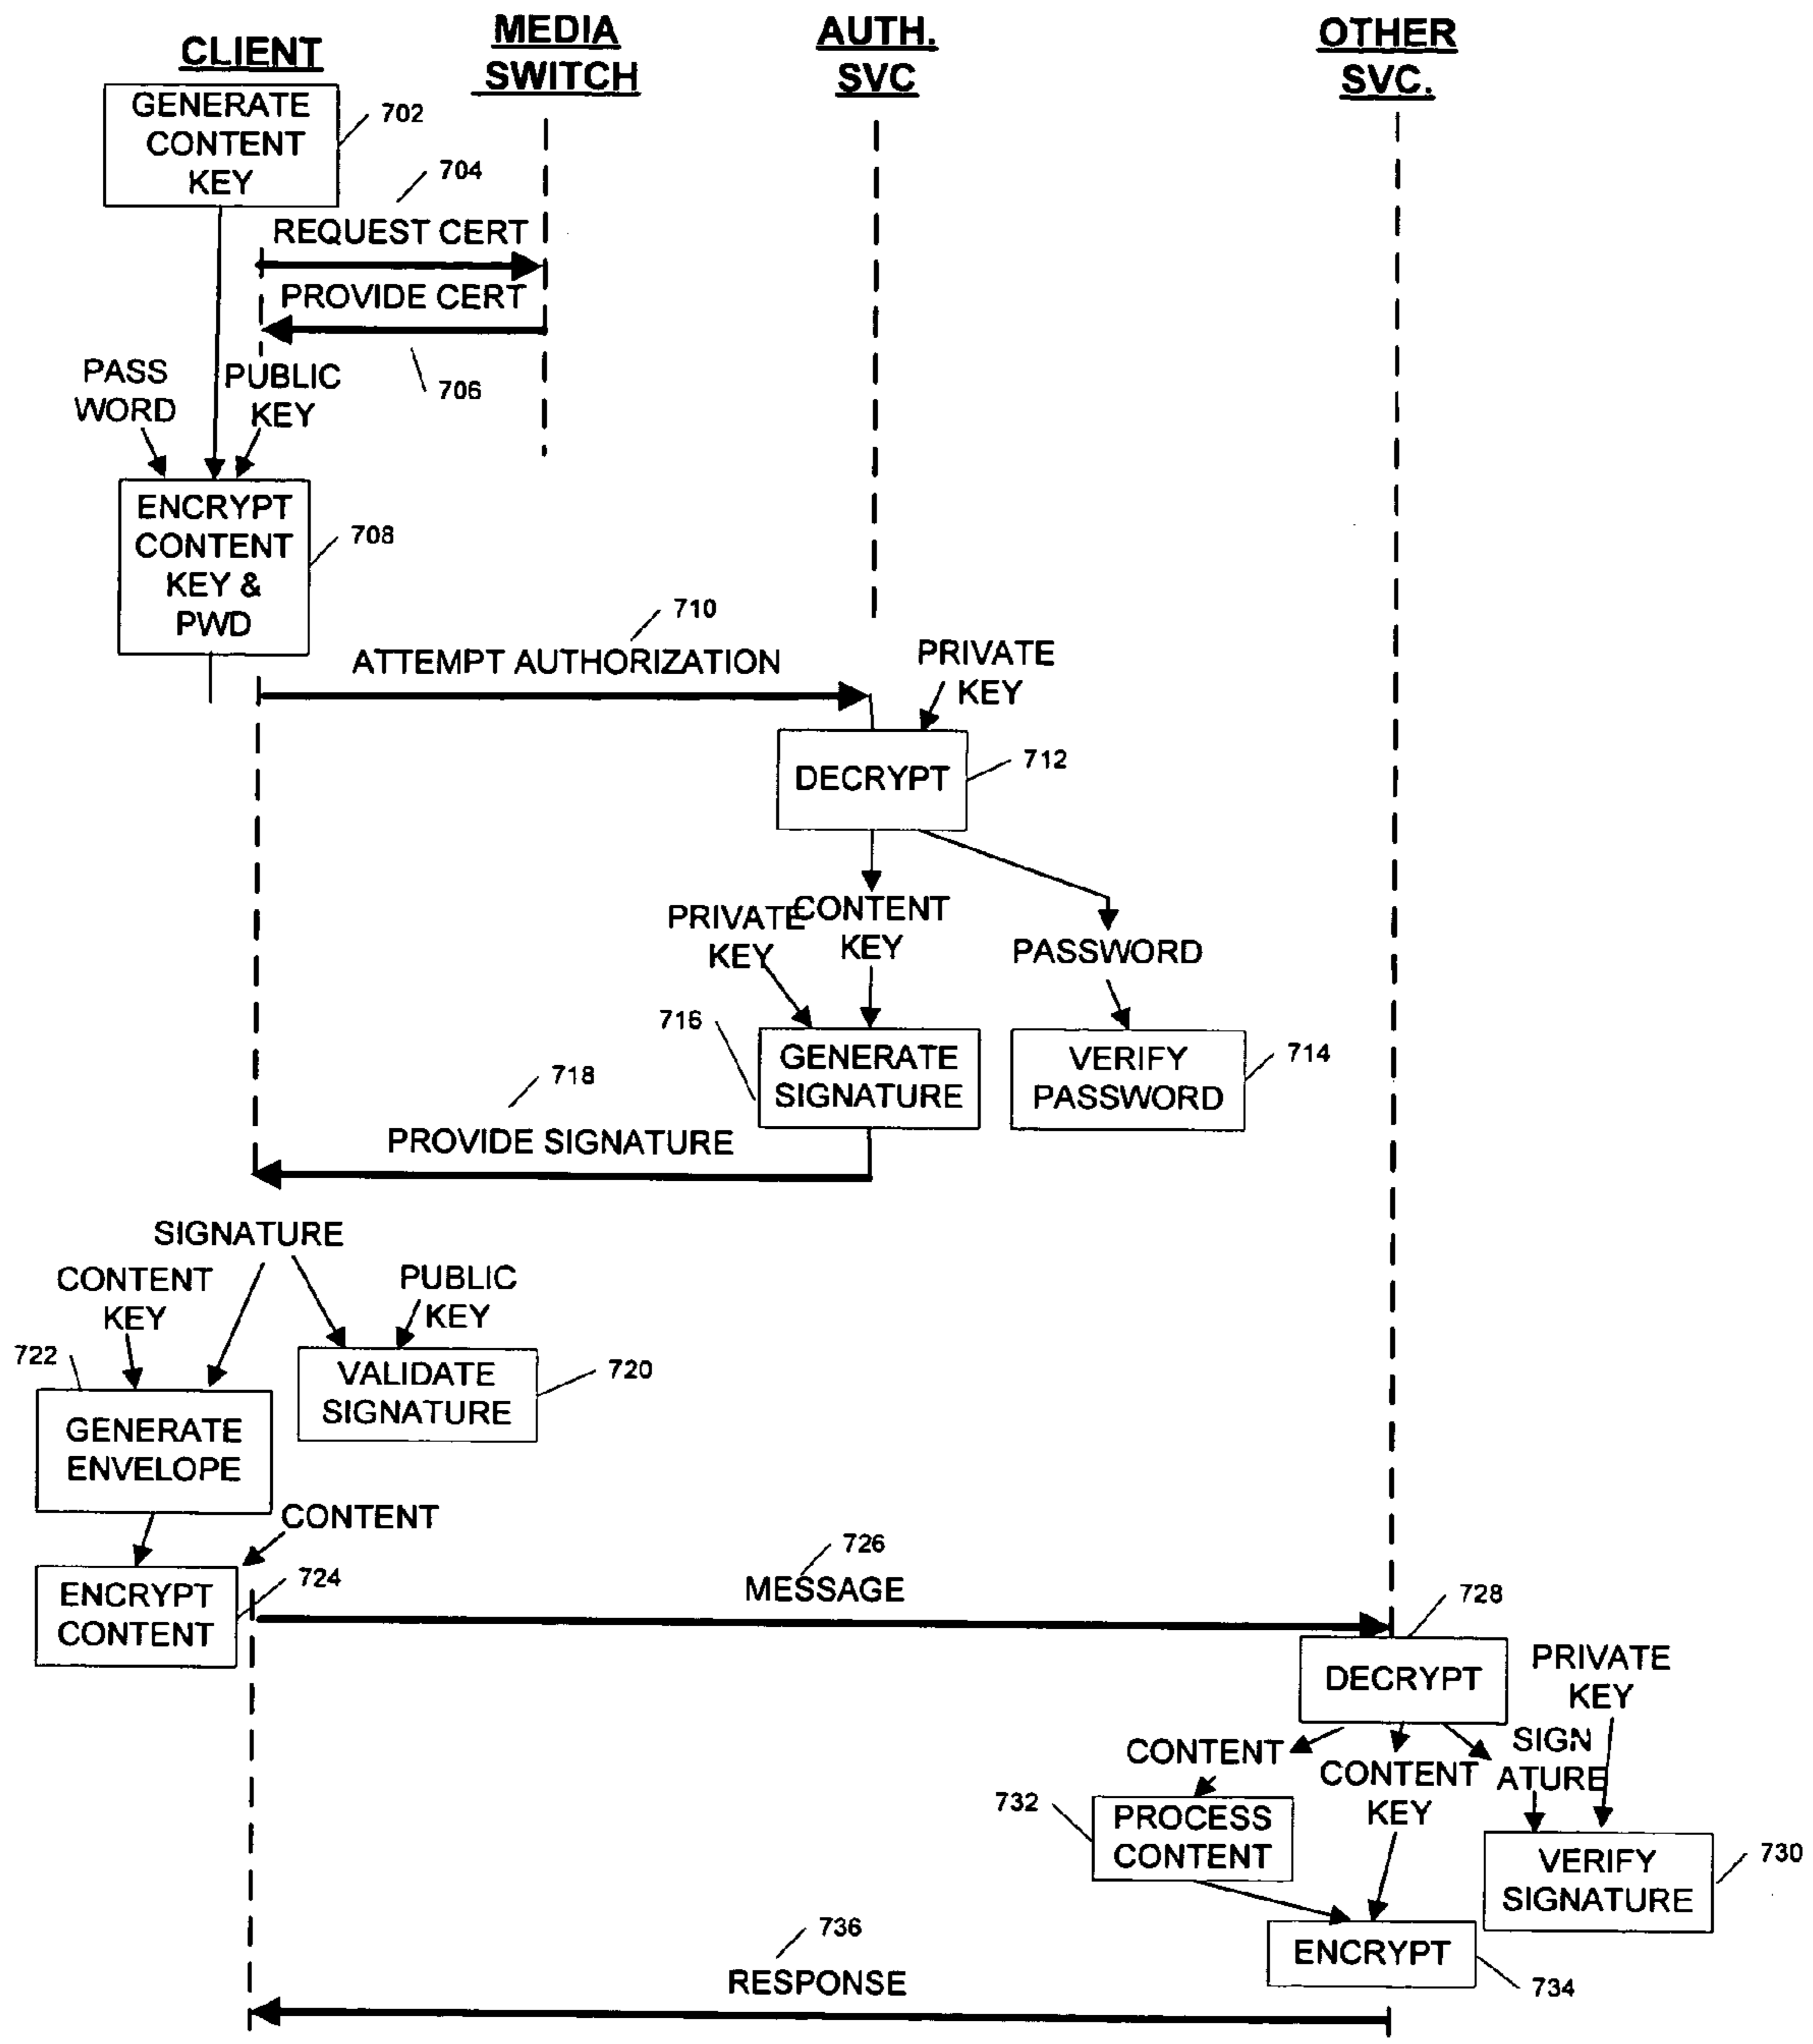 CLIENT
MEDIA
SWITCH
AUTH.
SVC
OTHER
SVC.
GENERATE
CONTENT
KEY
702
704
REQUEST CERT
PROVIDE CERT
706
PASS
WORD
PUBLIC
KEY
ENCRYPT
CONTENT
KEY &
PWD
708
710
ATTEMPT AUTHORIZATION
PRIVATE
KEY
DECRYPT
712
PRIVATE
KEY
CONTENT
KEY
PASSWORD
716
GENERATE
SIGNATURE
VERIFY
PASSWORD
714
718
PROVIDE SIGNATURE
SIGNATURE
CONTENT
KEY
PUBLIC
KEY
722
VALIDATE
SIGNATURE
720
GENERATE
ENVELOPE
CONTENT
ENCRYPT
CONTENT
724
726
MESSAGE
728
DECRYPT
PRIVATE
KEY
CONTENT
CONTENT
KEY
SIGN
ATURE
732
PROCESS
CONTENT
VERIFY
SIGNATURE
730
ENCRYPT
734
736
RESPONSE